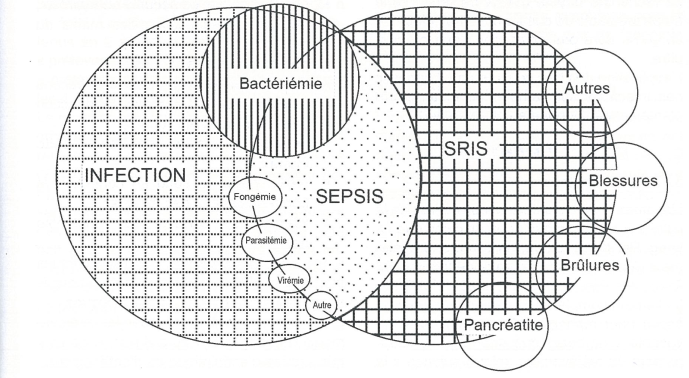 Bactériémie
Autres
SRIS
INFECTION
Blessures
Fongémie
SEPSIS
Parasitémie
Brûlures
Virémie
Autre
Pancréatite